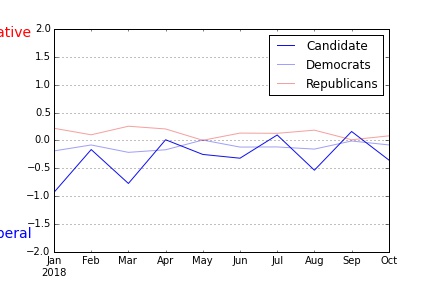 2.0
1.5
1.0
0.5
0.0
−0.5
−1.0
−1.5
−2.0
ative
beral
Candidate
Democrats
Republicans
Jan Feb Mar Apr May Jun Jul Aug Sep Oct
2018